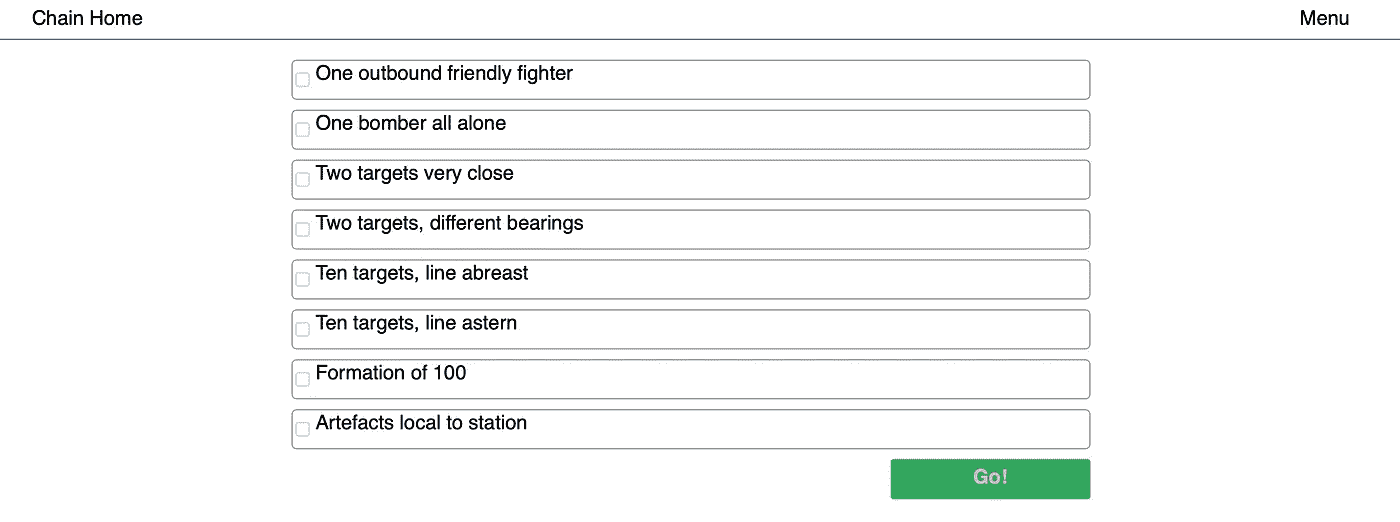 Chain Home
Menu
One outbound friendly fighter
One bomber all alone
Two targets very close
Two targets, different bearings
Ten targets, line abreast
Ten targets, line astern
Formation of 100
Artefacts local to station
Go!